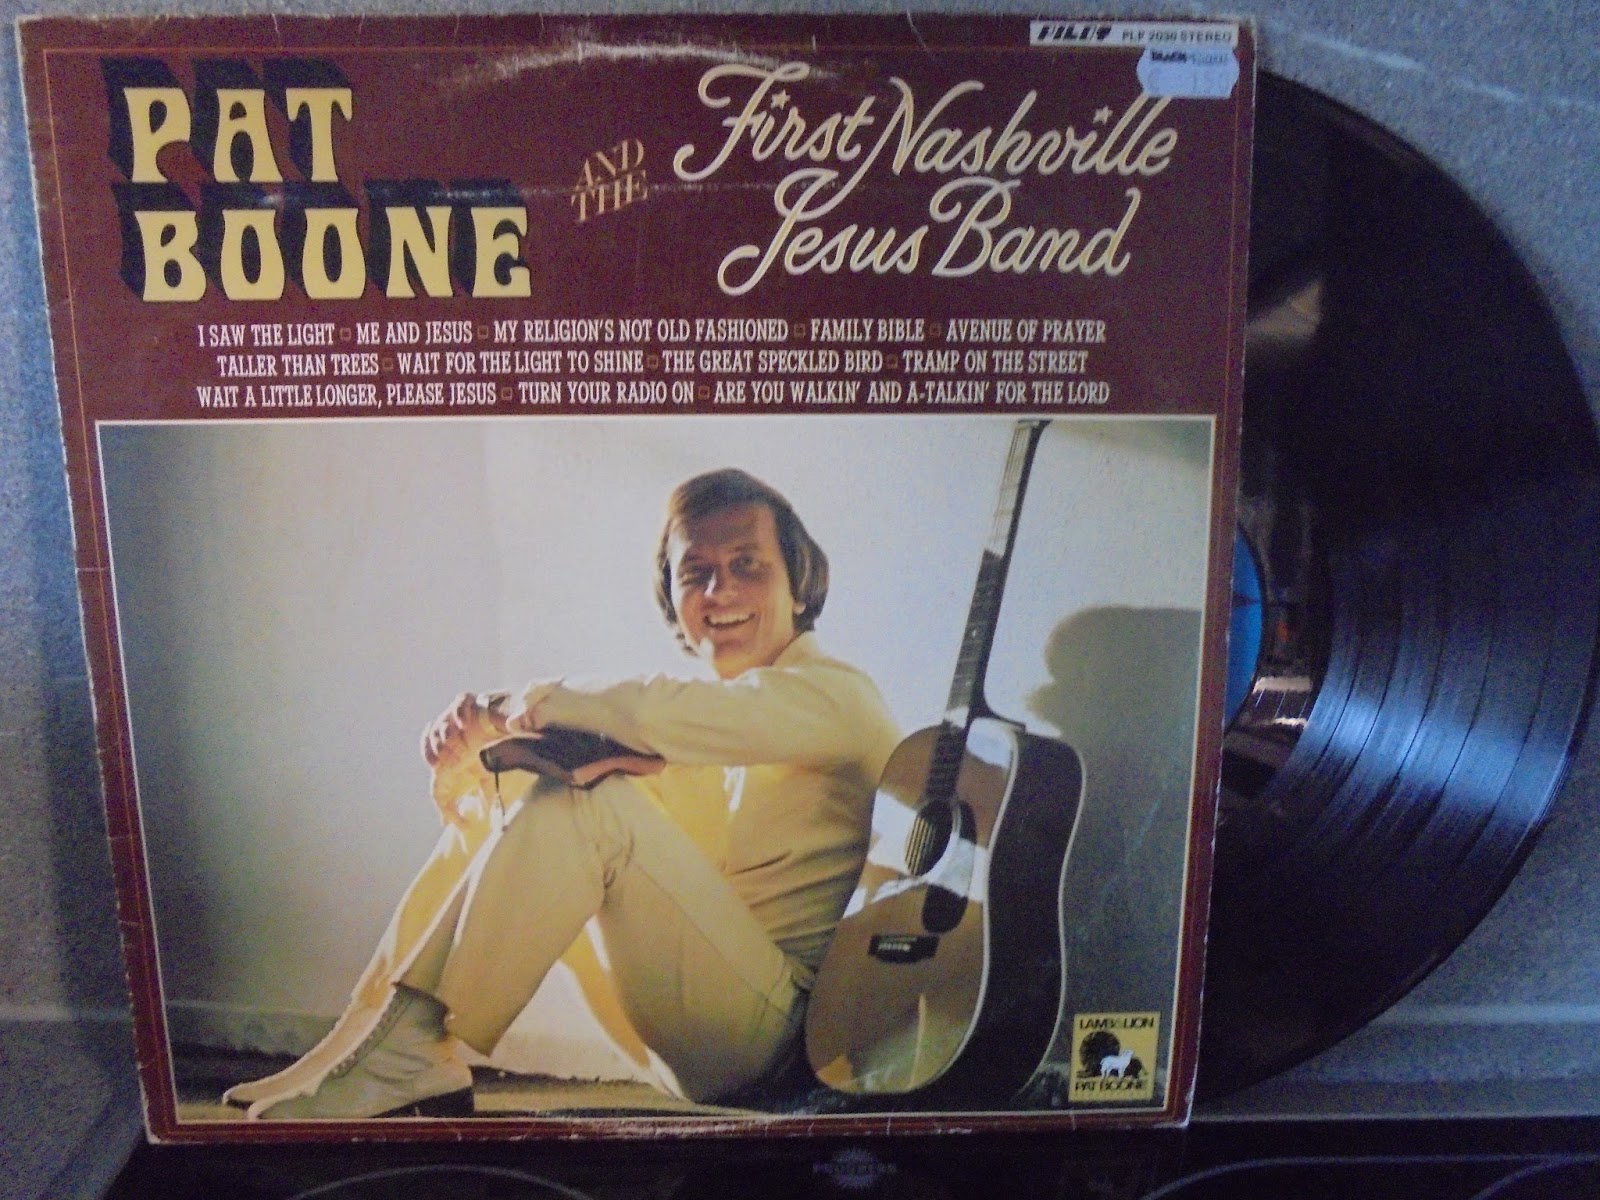 PILOT PLP 2030 STEREO
PAT
BOONE
AND
THE
First Nashville
Jesus Band
I SAW THE LIGHT □ ME AND JESUS □ MY RELIGION'S NOT OLD FASHIONED □ FAMILY BIBLE □ AVENUE OF PRAYER
TALLER THAN TREES □ WAIT FOR THE LIGHT TO SHINE □ THE GREAT SPECKLED BIRD □ TRAMP ON THE STREET
WAIT A LITTLE LONGER, PLEASE JESUS □ TURN YOUR RADIO ON □ ARE YOU WALKIN' AND A-TALKIN' FOR THE LORD
LAMB & LION
PAT BOONE